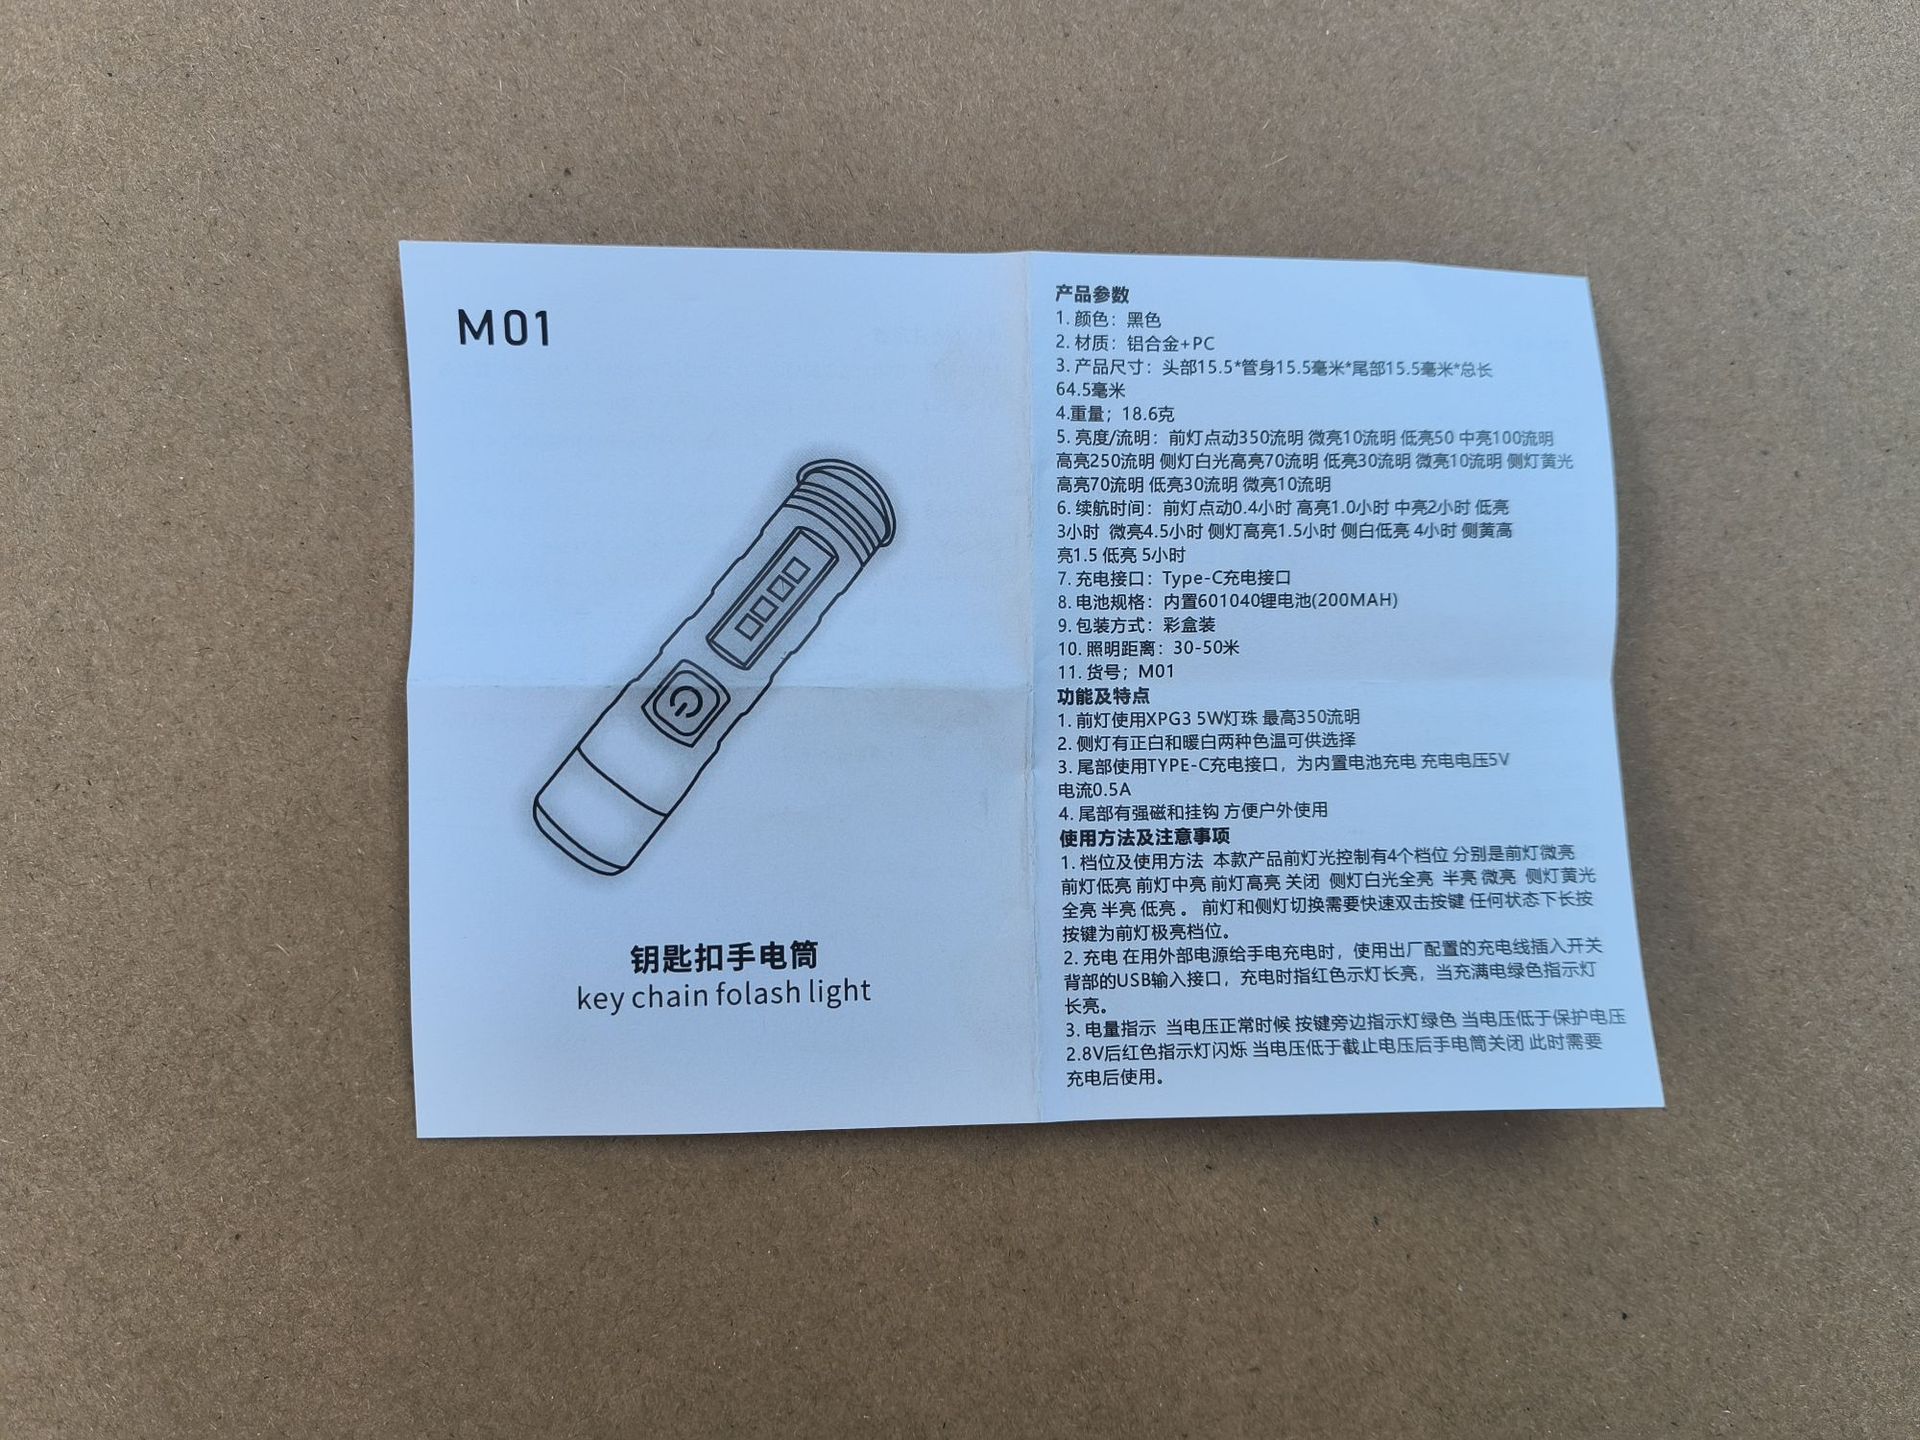 M01
钥匙扣手电筒
key chain folash light
产品参数
1. 颜色：黑色
2. 材质：铝合金+PC
3. 产品尺寸：头部15.5*管身15.5毫米*尾部15.5毫米*总长
64.5毫米
4.重量；18.6克
5. 亮度/流明：前灯点动350流明 微亮10流明 低亮50 中亮100流明
高亮250流明 侧灯白光高亮70流明 低亮30流明 微亮10流明 侧灯黄光
高亮70流明 低亮30流明 微亮10流明
6. 续航时间：前灯点动0.4小时 高亮1.0小时 中亮2小时 低亮
3小时 微亮4.5小时 侧灯高亮1.5小时 侧白低亮 4小时 侧黄高
亮1.5 低亮 5小时
7. 充电接口：Type-C充电接口
8. 电池规格：内置601040锂电池(200MAH)
9. 包装方式：彩盒装
10. 照明距离：30-50米
11. 货号；M01
功能及特点
1. 前灯使用XPG3 5W灯珠 最高350流明
2. 侧灯有正白和暖白两种色温可供选择
3. 尾部使用TYPE-C充电接口，为内置电池充电 充电电压5V
电流0.5A
4. 尾部有强磁和挂钩 方便户外使用
使用方法及注意事项
1. 档位及使用方法 本款产品前灯光控制有4个档位 分别是前灯微亮
前灯低亮 前灯中亮 前灯高亮 关闭 侧灯白光全亮 半亮 微亮 侧灯黄光
全亮 半亮 低亮 。 前灯和侧灯切换需要快速双击按键 任何状态下长按
按键为前灯极亮档位。
2. 充电 在用外部电源给手电充电时，使用出厂配置的充电线插入开关
背部的USB输入接口，充电时指红色示灯长亮，当充满电绿色指示灯
长亮。
3. 电量指示 当电压正常时候 按键旁边指示灯绿色 当电压低于保护电压
2.8V后红色指示灯闪烁 当电压低于截止电压后手电筒关闭 此时需要
充电后使用。